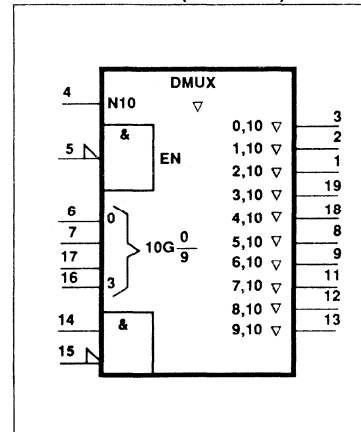 DMUX
▽
4 N10
&
5 EN
6 0
7
17
16 3
10G 0/9
14 &
15
0,10 ▽ 3
1,10 ▽ 2
2,10 ▽ 1
3,10 ▽ 19
4,10 ▽ 18
5,10 ▽ 8
6,10 ▽ 9
7,10 ▽ 11
8,10 ▽ 12
9,10 ▽ 13